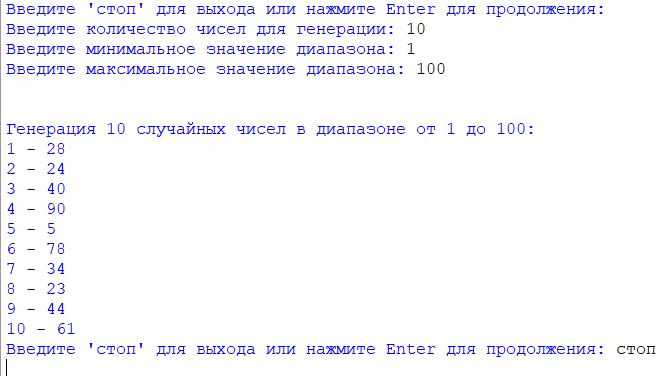 Введите 'стоп' для выхода или нажмите Enter для продолжения:
Введите количество чисел для генерации: 10
Введите минимальное значение диапазона: 1
Введите максимальное значение диапазона: 100
Генерация 10 случайных чисел в диапазоне от 1 до 100:
1 - 28
2 - 24
3 - 40
4 - 90
5 - 5
6 - 78
7 - 34
8 - 23
9 - 44
10 - 61
Введите 'стоп' для выхода или нажмите Enter для продолжения: стоп